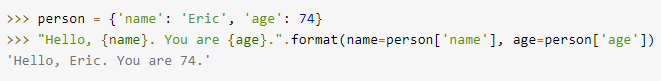 >>> person = {'name': 'Eric', 'age': 74}
>>> "Hello, {name}. You are {age}.".format(name=person['name'], age=person['age'])
'Hello, Eric. You are 74.'